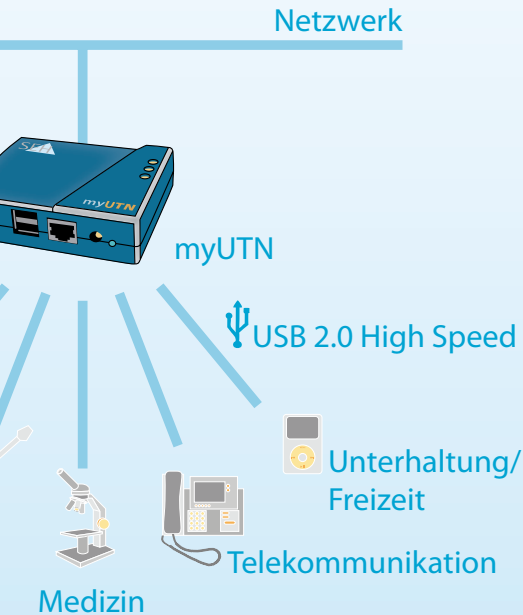 Netzwerk
SEH
myUTN
myUTN
USB 2.0 High Speed
Unterhaltung/
Freizeit
Telekommunikation
Medizin